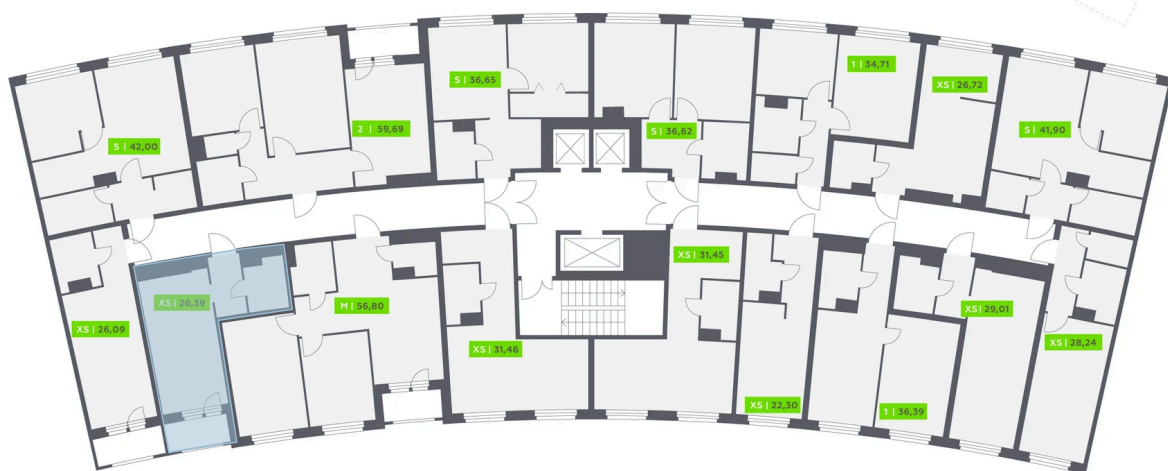 S | 36,65
1 | 34,71
XS | 26,72
2 | 59,69
S | 36,62
S | 41,90
S | 42,00
XS | 31,45
XS | 26,39
M | 56,80
XS | 29,01
XS | 26,09
XS | 31,46
XS | 28,24
XS | 22,30
1 | 36,39